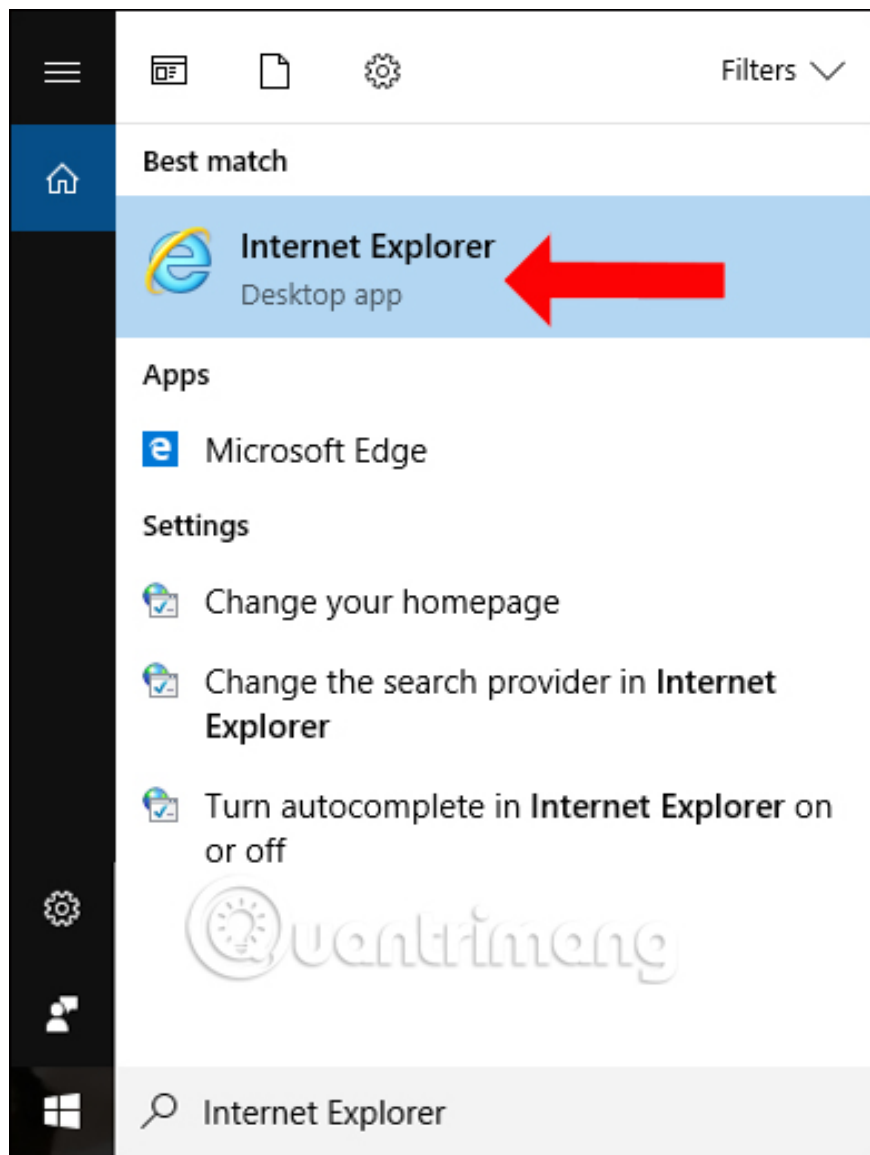 Filters
Best match
Internet Explorer
Desktop app
Apps
Microsoft Edge
Settings
Change your homepage
Change the search provider in Internet
Explorer
Turn autocomplete in Internet Explorer on
or off
Quantrimang
Internet Explorer